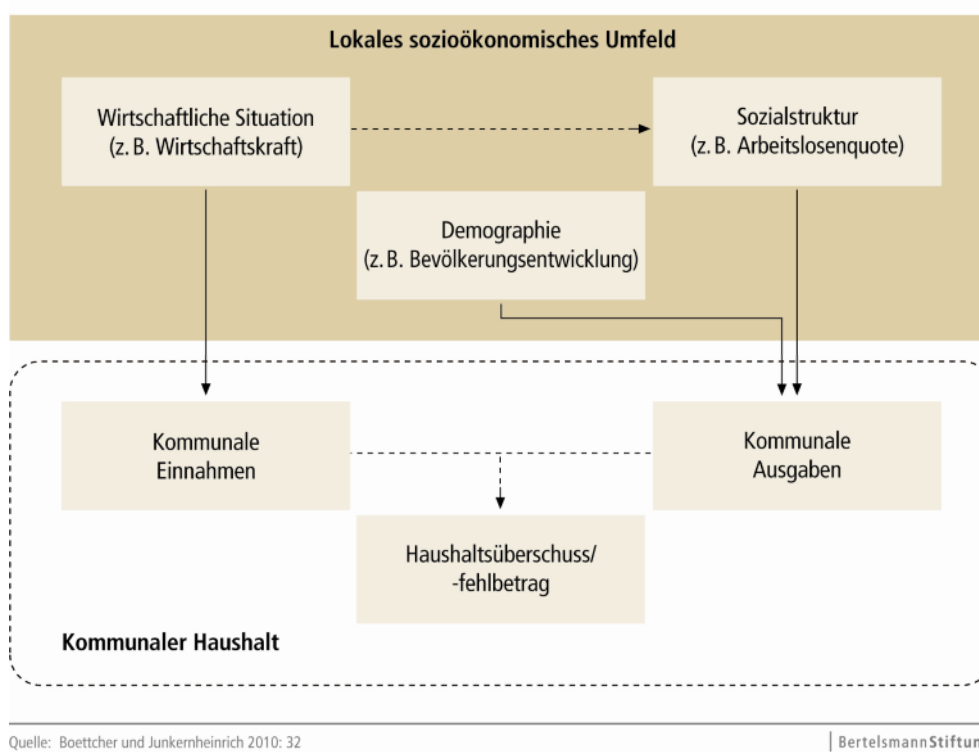 Lokales sozioökonomisches Umfeld
Wirtschaftliche Situation
(z. B. Wirtschaftskraft)
Sozialstruktur
(z. B. Arbeitslosenquote)
Demographie
(z. B. Bevölkerungsentwicklung)
Kommunale
Einnahmen
Kommunale
Ausgaben
Haushaltsüberschuss/
-fehlbetrag
Kommunaler Haushalt
Quelle: Boettcher und Junkernheinrich 2010: 32
BertelsmannStiftun